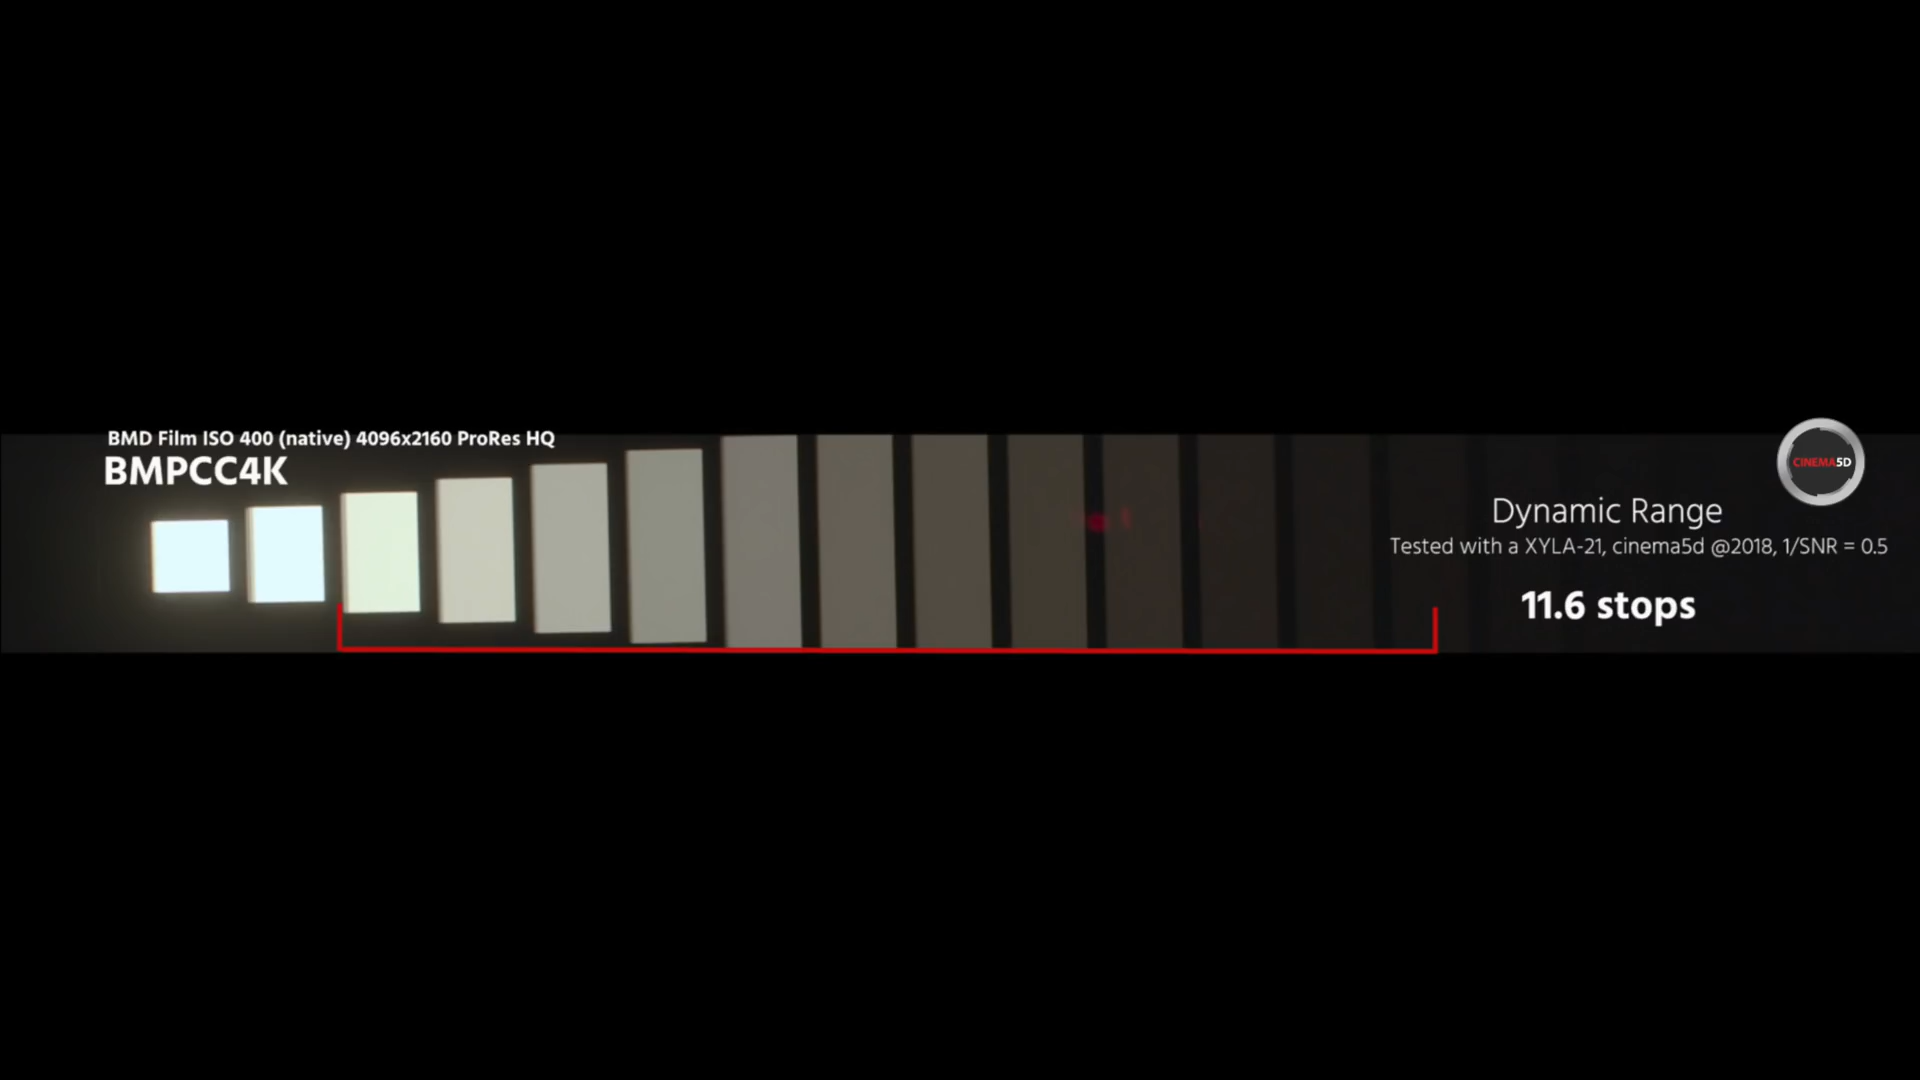 BMD Film ISO 400 (native) 4096x2160 ProRes HQ
BMPCC4K
CINEMA5D
Dynamic Range
Tested with a XYLA-21, cinema5d @2018, 1/SNR = 0.5
11.6 stops